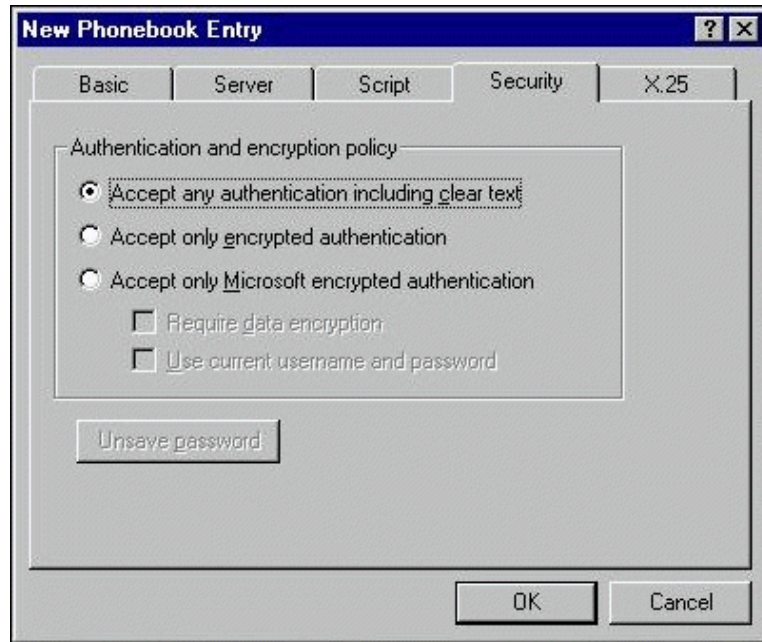 New Phonebook Entry
Basic Server Script Security X.25
Authentication and encryption policy
Accept any authentication including clear text
Accept only encrypted authentication
Accept only Microsoft encrypted authentication
Require data encryption
Use current username and password
Unsave password
OK Cancel